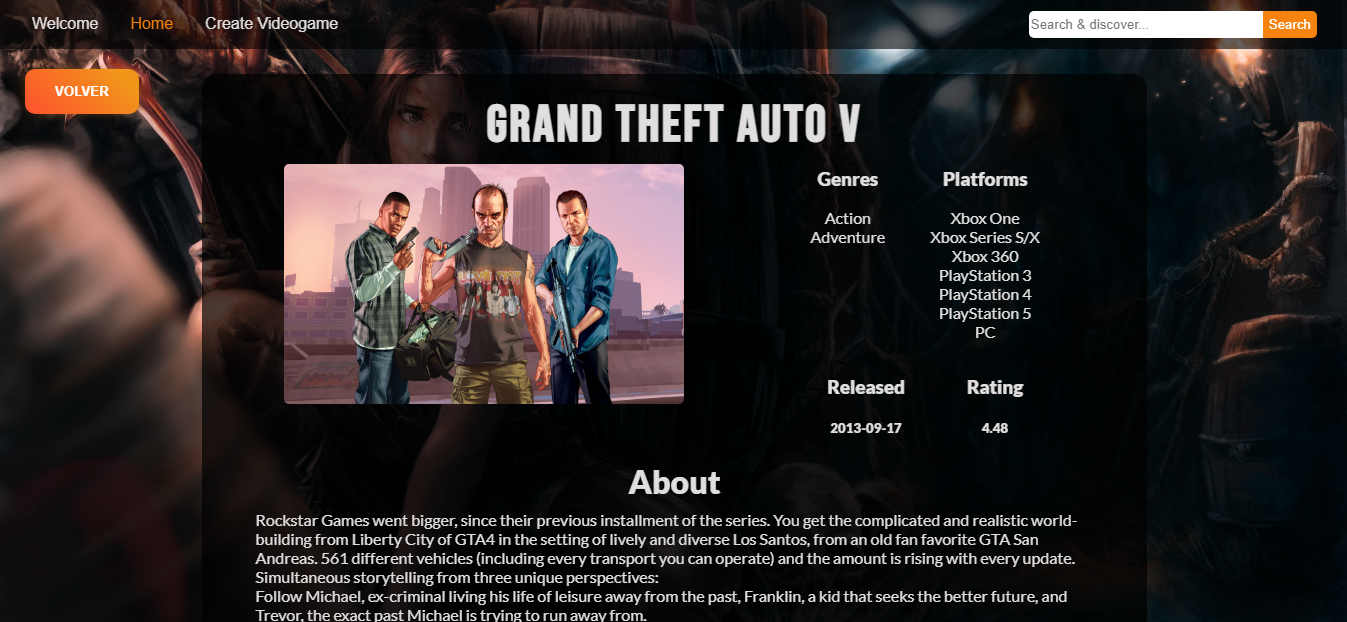 Welcome Home Create Videogame
Search & discover... Search
VOLVER
GRAND THEFT AUTO V
Genres
Action
Adventure
Platforms
Xbox One
Xbox Series S/X
Xbox 360
PlayStation 3
PlayStation 4
PlayStation 5
PC
Released
2013-09-17
Rating
4.48
About
Rockstar Games went bigger, since their previous installment of the series. You get the complicated and realistic world-
building from Liberty City of GTA4 in the setting of lively and diverse Los Santos, from an old fan favorite GTA San
Andreas. 561 different vehicles (including every transport you can operate) and the amount is rising with every update.
Simultaneous storytelling from three unique perspectives:
Follow Michael, ex-criminal living his life of leisure away from the past, Franklin, a kid that seeks the better future, and
Trevor, the exact past Michael is trying to run away from.